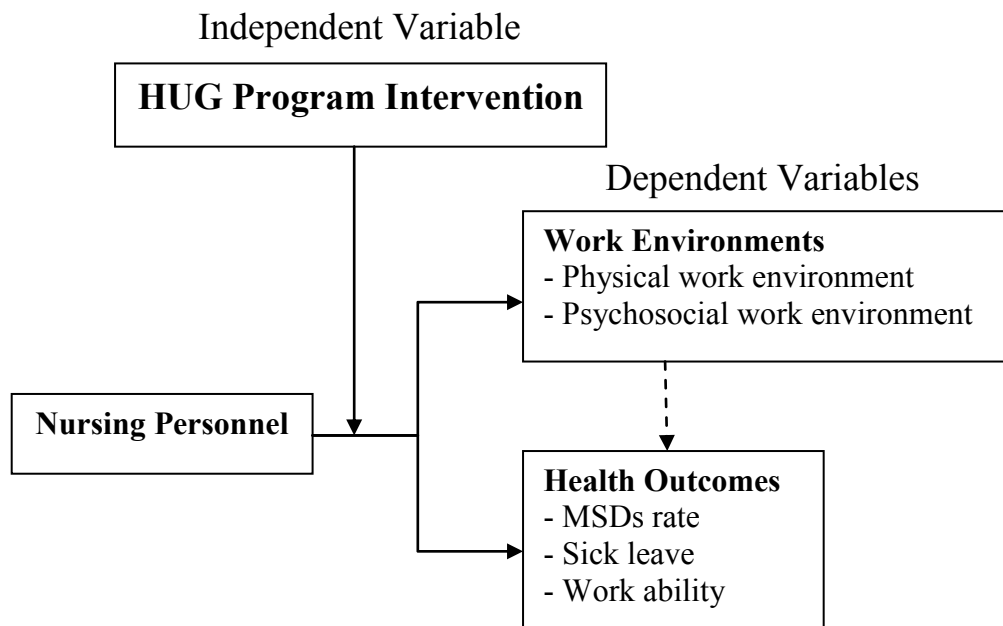 Independent Variable
HUG Program Intervention
Dependent Variables
Work Environments
- Physical work environment
- Psychosocial work environment
Nursing Personnel
Health Outcomes
- MSDs rate
- Sick leave
- Work ability